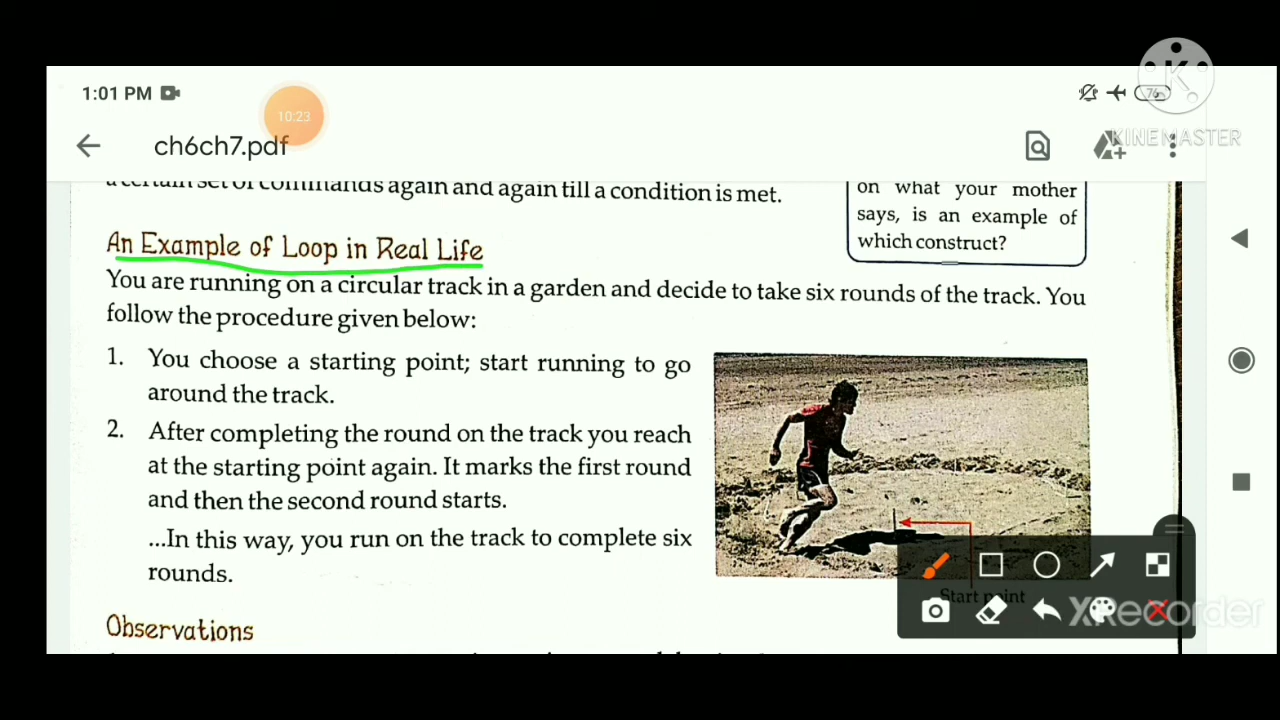 1:01 PM
10:23
76
KINEMASTER
ch6ch7.pdf
a certain set of commands again and again till a condition is met.
on what your mother
says, is an example of
which construct?
An Example of Loop in Real Life
You are running on a circular track in a garden and decide to take six rounds of the track. You
follow the procedure given below:
1. You choose a starting point; start running to go
around the track.
2. After completing the round on the track you reach
at the starting point again. It marks the first round
and then the second round starts.
...In this way, you run on the track to complete six
rounds.
Start point
XRecorder
Observations